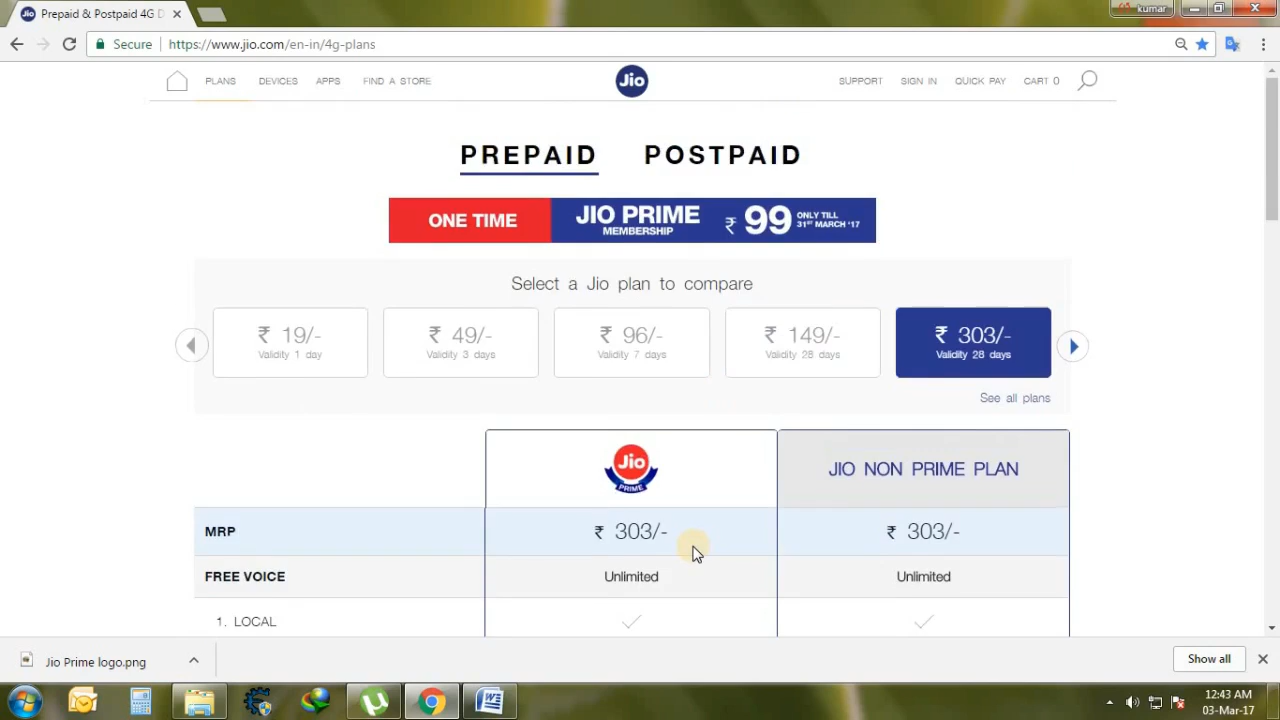 Prepaid & Postpaid 4G D
kumar
Secure
https://www.jio.com/en-in/4g-plans
PLANS DEVICES APPS FIND A STORE
Jio
SUPPORT SIGN IN QUICK PAY CART 0
PREPAID POSTPAID
ONE TIME
JIO PRIME
MEMBERSHIP
₹ 99
ONLY TILL
31ST MARCH '17
Select a Jio plan to compare
₹ 19/-
Validity 1 day
₹ 49/-
Validity 3 days
₹ 96/-
Validity 7 days
₹ 149/-
Validity 28 days
₹ 303/-
Validity 28 days
See all plans
Jio
PRIME
JIO NON PRIME PLAN
MRP ₹ 303/- ₹ 303/-
FREE VOICE Unlimited Unlimited
1. LOCAL
Jio Prime logo.png
Show all
12:43 AM
03-Mar-17